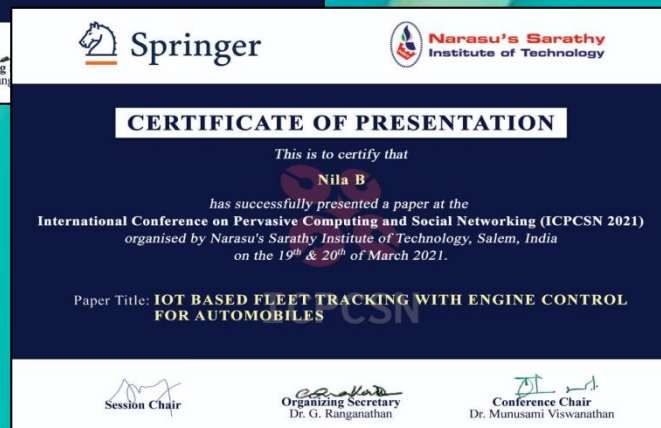 Springer
Narasu's Sarathy
Institute of Technology
CERTIFICATE OF PRESENTATION
This is to certify that
Nila B
has successfully presented a paper at the
International Conference on Pervasive Computing and Social Networking (ICPCSN 2021)
organised by Narasu's Sarathy Institute of Technology, Salem, India
on the 19th & 20th of March 2021.
Paper Title: IOT BASED FLEET TRACKING WITH ENGINE CONTROL
FOR AUTOMOBILES
ICPCSN
Session Chair
Organizing Secretary
Dr. G. Ranganathan
Conference Chair
Dr. Munusami Viswanathan